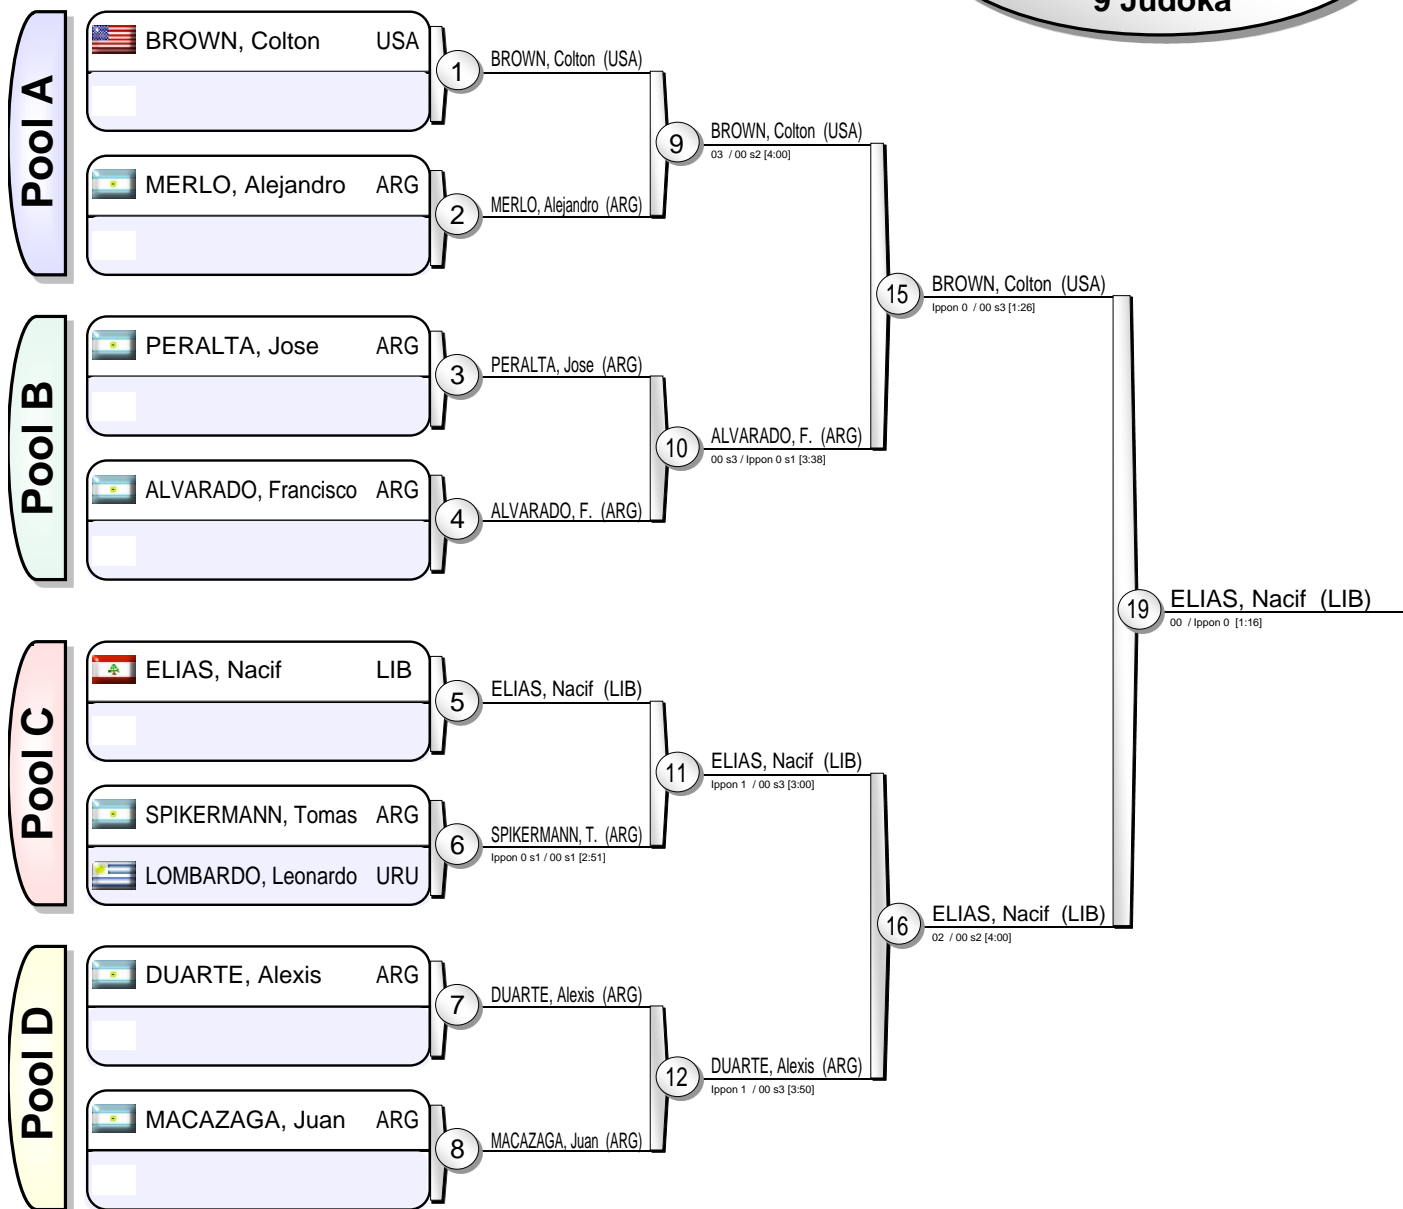 9 Judoka
Pool A
BROWN, Colton USA
MERLO, Alejandro ARG
1
BROWN, Colton (USA)
2
MERLO, Alejandro (ARG)
9
BROWN, Colton (USA)
03 / 00 s2 [4:00]
Pool B
PERALTA, Jose ARG
ALVARADO, Francisco ARG
3
PERALTA, Jose (ARG)
4
ALVARADO, F. (ARG)
10
ALVARADO, F. (ARG)
00 s3 / Ippon 0 s1 [3:38]
15
BROWN, Colton (USA)
Ippon 0 / 00 s3 [1:26]
Pool C
ELIAS, Nacif LIB
SPIKERMANN, Tomas ARG
LOMBARDO, Leonardo URU
5
ELIAS, Nacif (LIB)
6
SPIKERMANN, T. (ARG)
Ippon 0 s1 / 00 s1 [2:51]
11
ELIAS, Nacif (LIB)
Ippon 1 / 00 s3 [3:00]
Pool D
DUARTE, Alexis ARG
MACAZAGA, Juan ARG
7
DUARTE, Alexis (ARG)
8
MACAZAGA, Juan (ARG)
12
DUARTE, Alexis (ARG)
Ippon 1 / 00 s3 [3:50]
16
ELIAS, Nacif (LIB)
02 / 00 s2 [4:00]
19
ELIAS, Nacif (LIB)
00 / Ippon 0 [1:16]